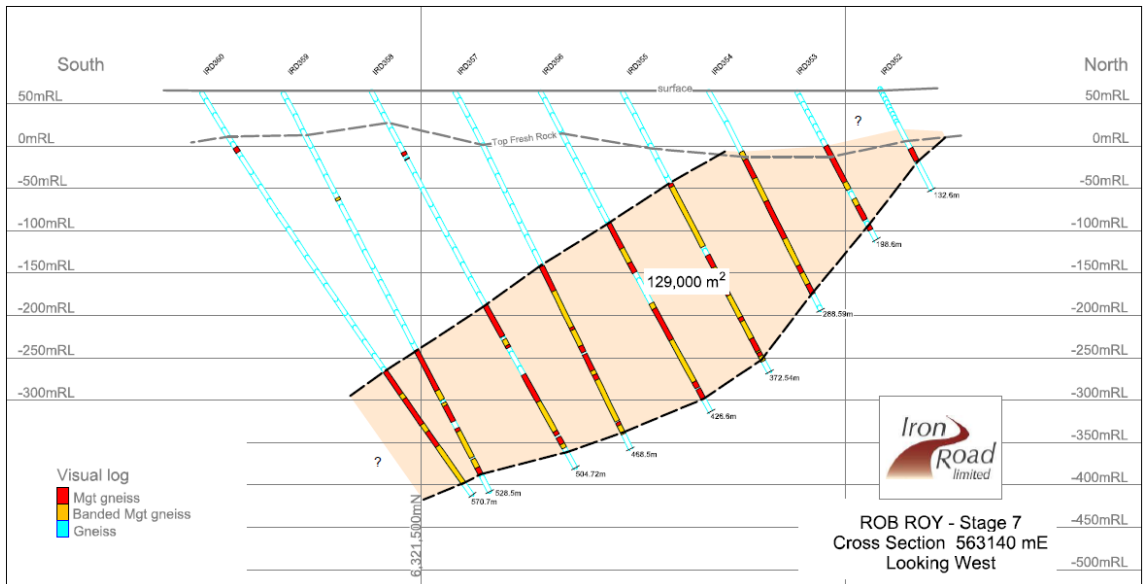 South
North
IRD360
IRD359
IRD358
IRD357
IRD356
IRD355
IRD354
IRD353
IRD352
surface
50mRL
50mRL
?
Top Fresh Rock
0mRL
0mRL
-50mRL
-50mRL
132.6m
-100mRL
-100mRL
198.6m
-150mRL
-150mRL
129,000 m²
-200mRL
-200mRL
288.59m
-250mRL
-250mRL
372.54m
-300mRL
-300mRL
426.6m
-350mRL
468.5m
504.72m
528.5m
570.7m
?
-400mRL
-450mRL
-500mRL
Iron
Road
limited
Visual log
Mgt gneiss
Banded Mgt gneiss
Gneiss
6,321,500mN
ROB ROY - Stage 7
Cross Section 563140 mE
Looking West